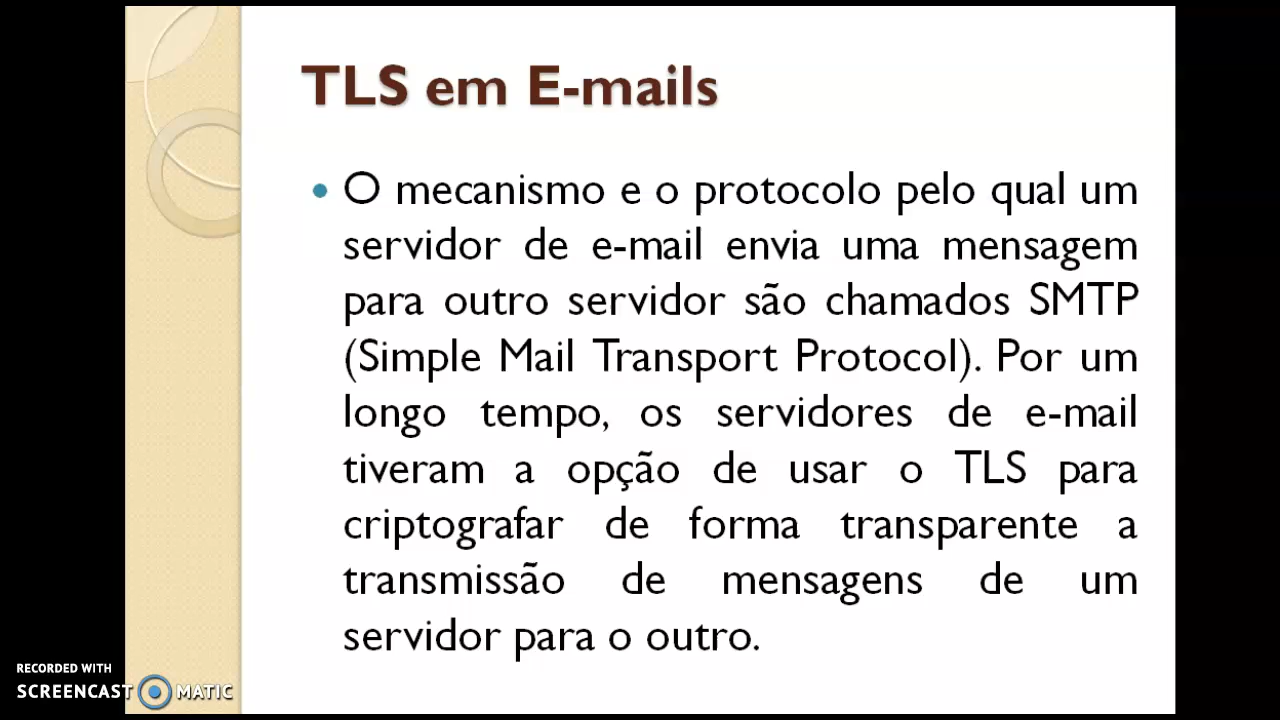 TLS em E-mails
• O mecanismo e o protocolo pelo qual um
servidor de e-mail envia uma mensagem
para outro servidor são chamados SMTP
(Simple Mail Transport Protocol). Por um
longo tempo, os servidores de e-mail
tiveram a opção de usar o TLS para
criptografar de forma transparente a
transmissão de mensagens de um
servidor para o outro.
RECORDED WITH
SCREENCAST MATIC